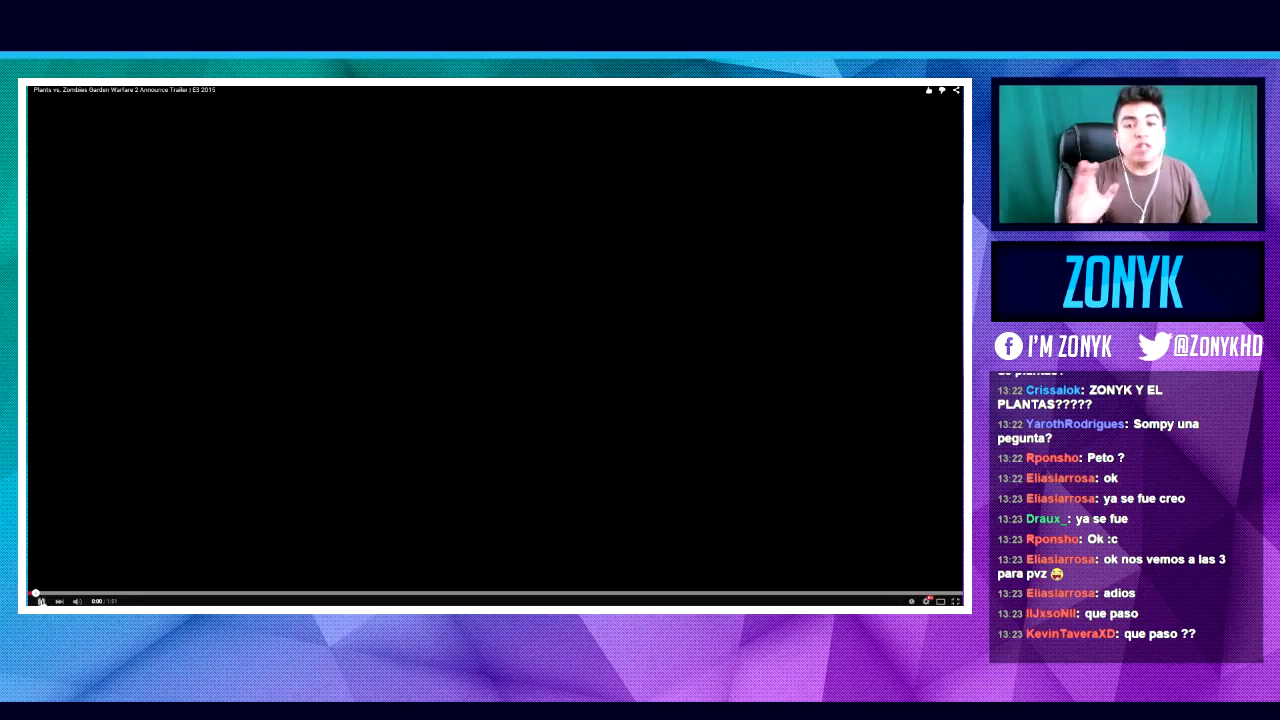 Plants vs. Zombies Garden Warfare 2 Announce Trailer | E3 2015
0:00 / 1:51
ZONYK
I'M ZONYK
@ZONYKHD
13:22 Crissalok: ZONYK Y EL
PLANTAS?????
13:22 YarothRodrigues: Sompy una
pegunta?
13:22 Rponsho: Peto ?
13:22 Eliaslarrosa: ok
13:23 Eliaslarrosa: ya se fue creo
13:23 Draux_: ya se fue
13:23 Rponsho: Ok :c
13:23 Eliaslarrosa: ok nos vemos a las 3
para pvz
13:23 Eliaslarrosa: adios
13:23 IIJxsoNII: que paso
13:23 KevinTaveraXD: que paso ??